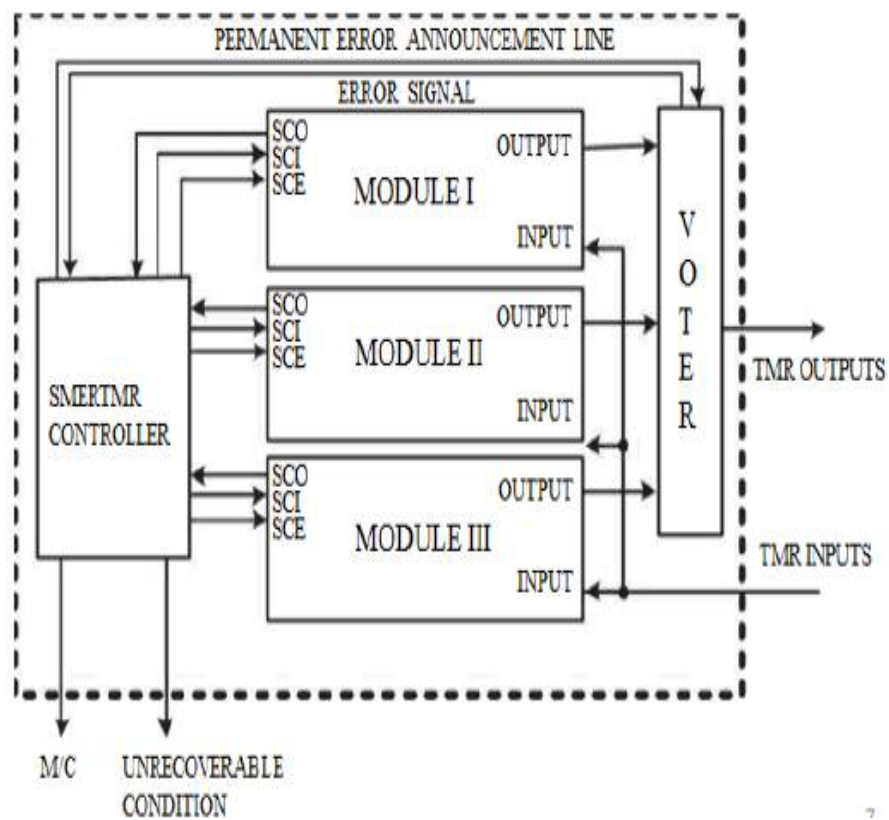 PERMANENT ERROR ANNOUNCEMENT LINE
ERROR SIGNAL
SCO
SCI
SCE
OUTPUT
MODULE I
INPUT
SCO
SCI
SCE
OUTPUT
MODULE II
INPUT
SCO
SCI
SCE
OUTPUT
MODULE III
INPUT
SMERTMR
CONTROLLER
V
O
T
E
R
TMR OUTPUTS
TMR INPUTS
M/C
UNRECOVERABLE
CONDITION
7